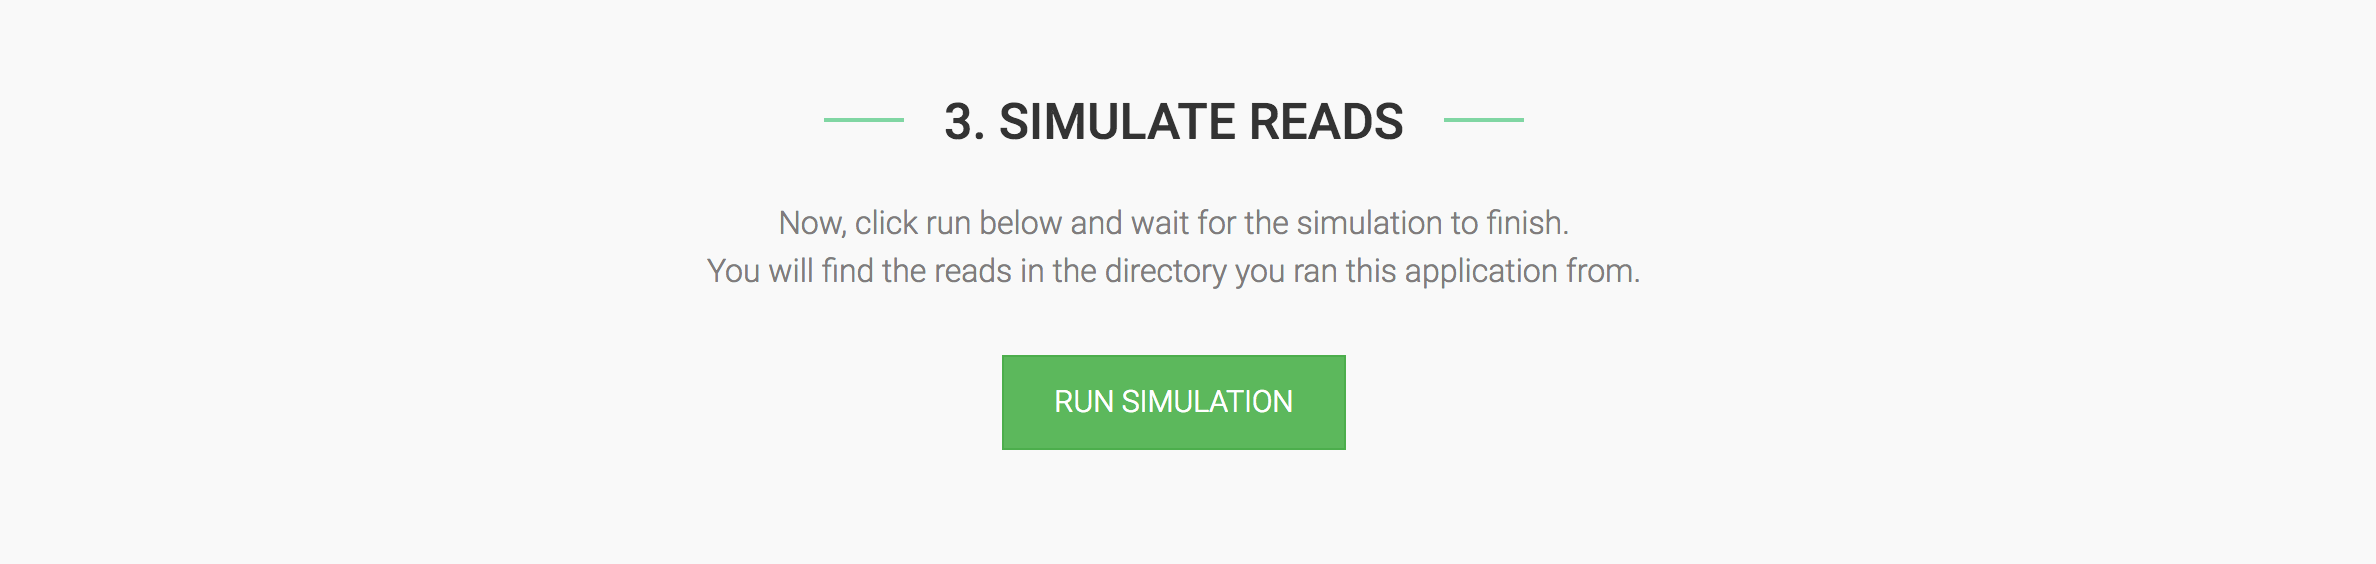 3. SIMULATE READS
Now, click run below and wait for the simulation to finish.
You will find the reads in the directory you ran this application from.
RUN SIMULATION